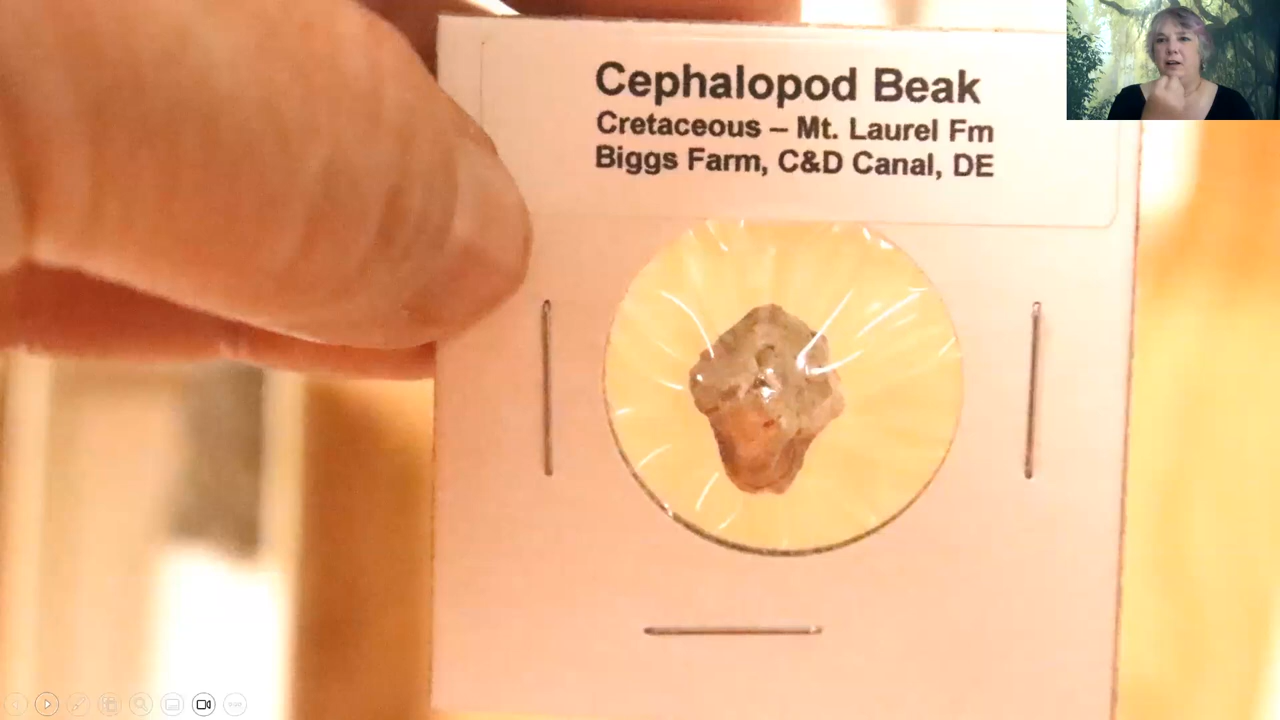 Cephalopod Beak
Cretaceous – Mt. Laurel Fm
Biggs Farm, C&D Canal, DE